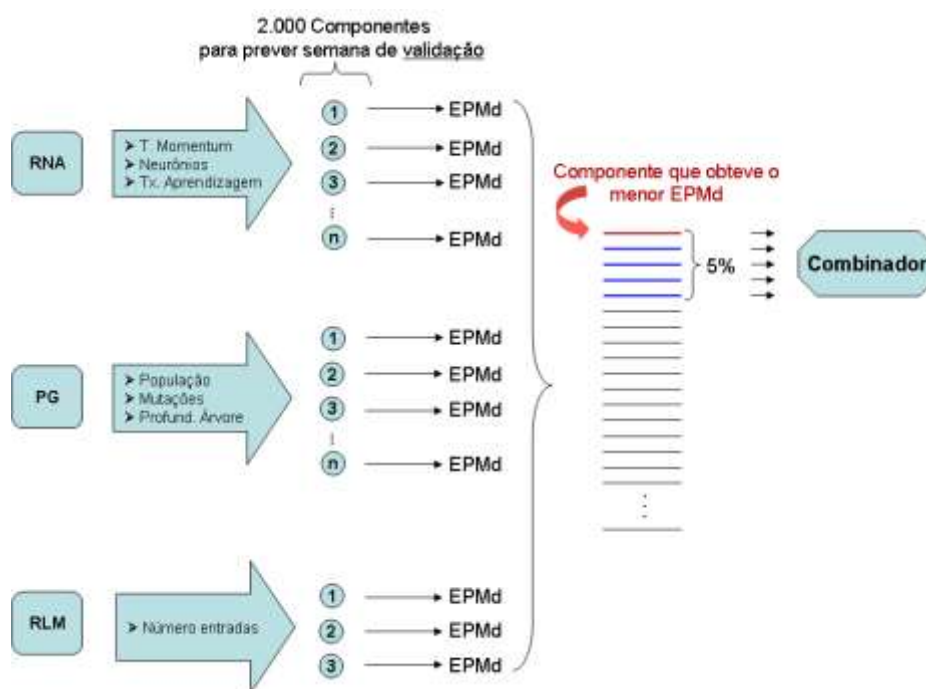 2.000 Componentes
para prever semana de validação
RNA
➤ T. Momentum
➤ Neurônios
➤ Tx. Aprendizagem
1
EPMd
2
EPMd
3
EPMd
n
EPMd
Componente que obteve o
menor EPMd
5%
Combinador
PG
➤ População
➤ Mutações
➤ Profund. Árvore
1
EPMd
2
EPMd
3
EPMd
n
EPMd
RLM
➤ Número entradas
1
EPMd
2
EPMd
3
EPMd